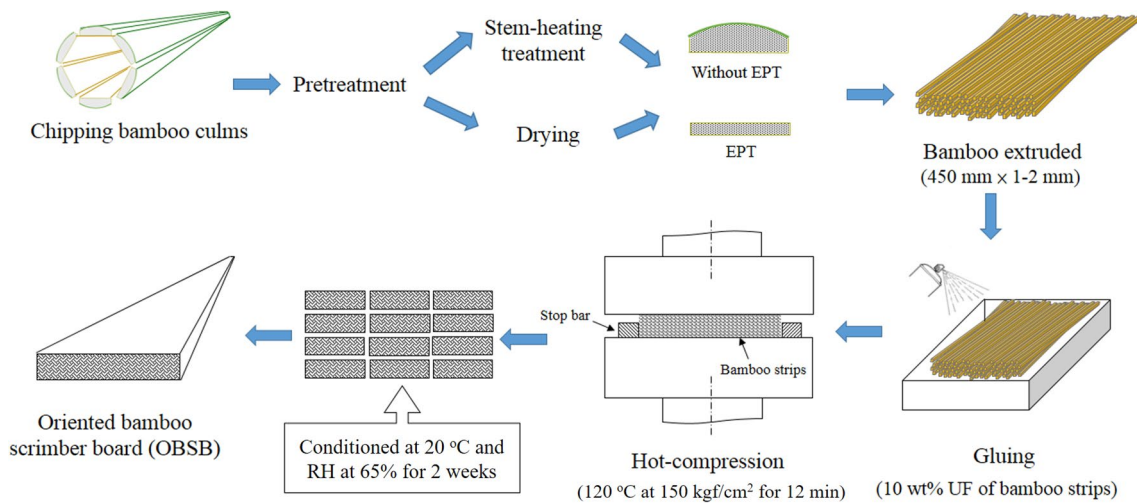 Chipping bamboo culms
Pretreatment
Stem-heating
treatment
Drying
Without EPT
EPT
Bamboo extruded
(450 mm × 1-2 mm)
Gluing
(10 wt% UF of bamboo strips)
Stop bar
Bamboo strips
Hot-compression
(120 °C at 150 kgf/cm² for 12 min)
Conditioned at 20 °C and
RH at 65% for 2 weeks
Oriented bamboo
scrimber board (OBSB)